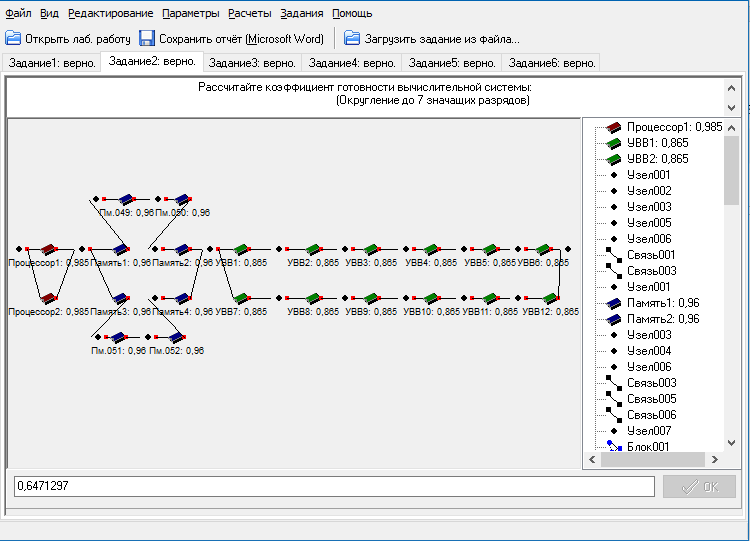 Файл Вид Редактирование Параметры Расчеты Задания Помощь
Открыть лаб. работу Сохранить отчёт (Microsoft Word) Загрузить задание из файла...
Задание1: верно. Задание2: верно. Задание3: верно. Задание4: верно. Задание5: верно. Задание6: верно.
Рассчитайте коэффициент готовности вычислительной системы:
(Округление до 7 значащих разрядов)
Пм.049: 0,96 Пм.050: 0,96
Процессор1: 0,985 Память1: 0,96 Память2: 0,96 УВВ1: 0,865 УВВ2: 0,865 УВВ3: 0,865 УВВ4: 0,865 УВВ5: 0,865 УВВ6: 0,865
Процессор2: 0,985 Память3: 0,96 Память4: 0,96 УВВ7: 0,865 УВВ8: 0,865 УВВ9: 0,865 УВВ10: 0,865 УВВ11: 0,865 УВВ12: 0,865
Пм.051: 0,96 Пм.052: 0,96
Процессор1: 0,985
УВВ1: 0,865
УВВ2: 0,865
Узел001
Узел002
Узел003
Узел005
Узел006
Связь001
Связь003
Узел001
Память1: 0,96
Память2: 0,96
Узел003
Узел004
Узел006
Связь003
Связь005
Связь006
Узел007
Блок001
0,6471297
OK